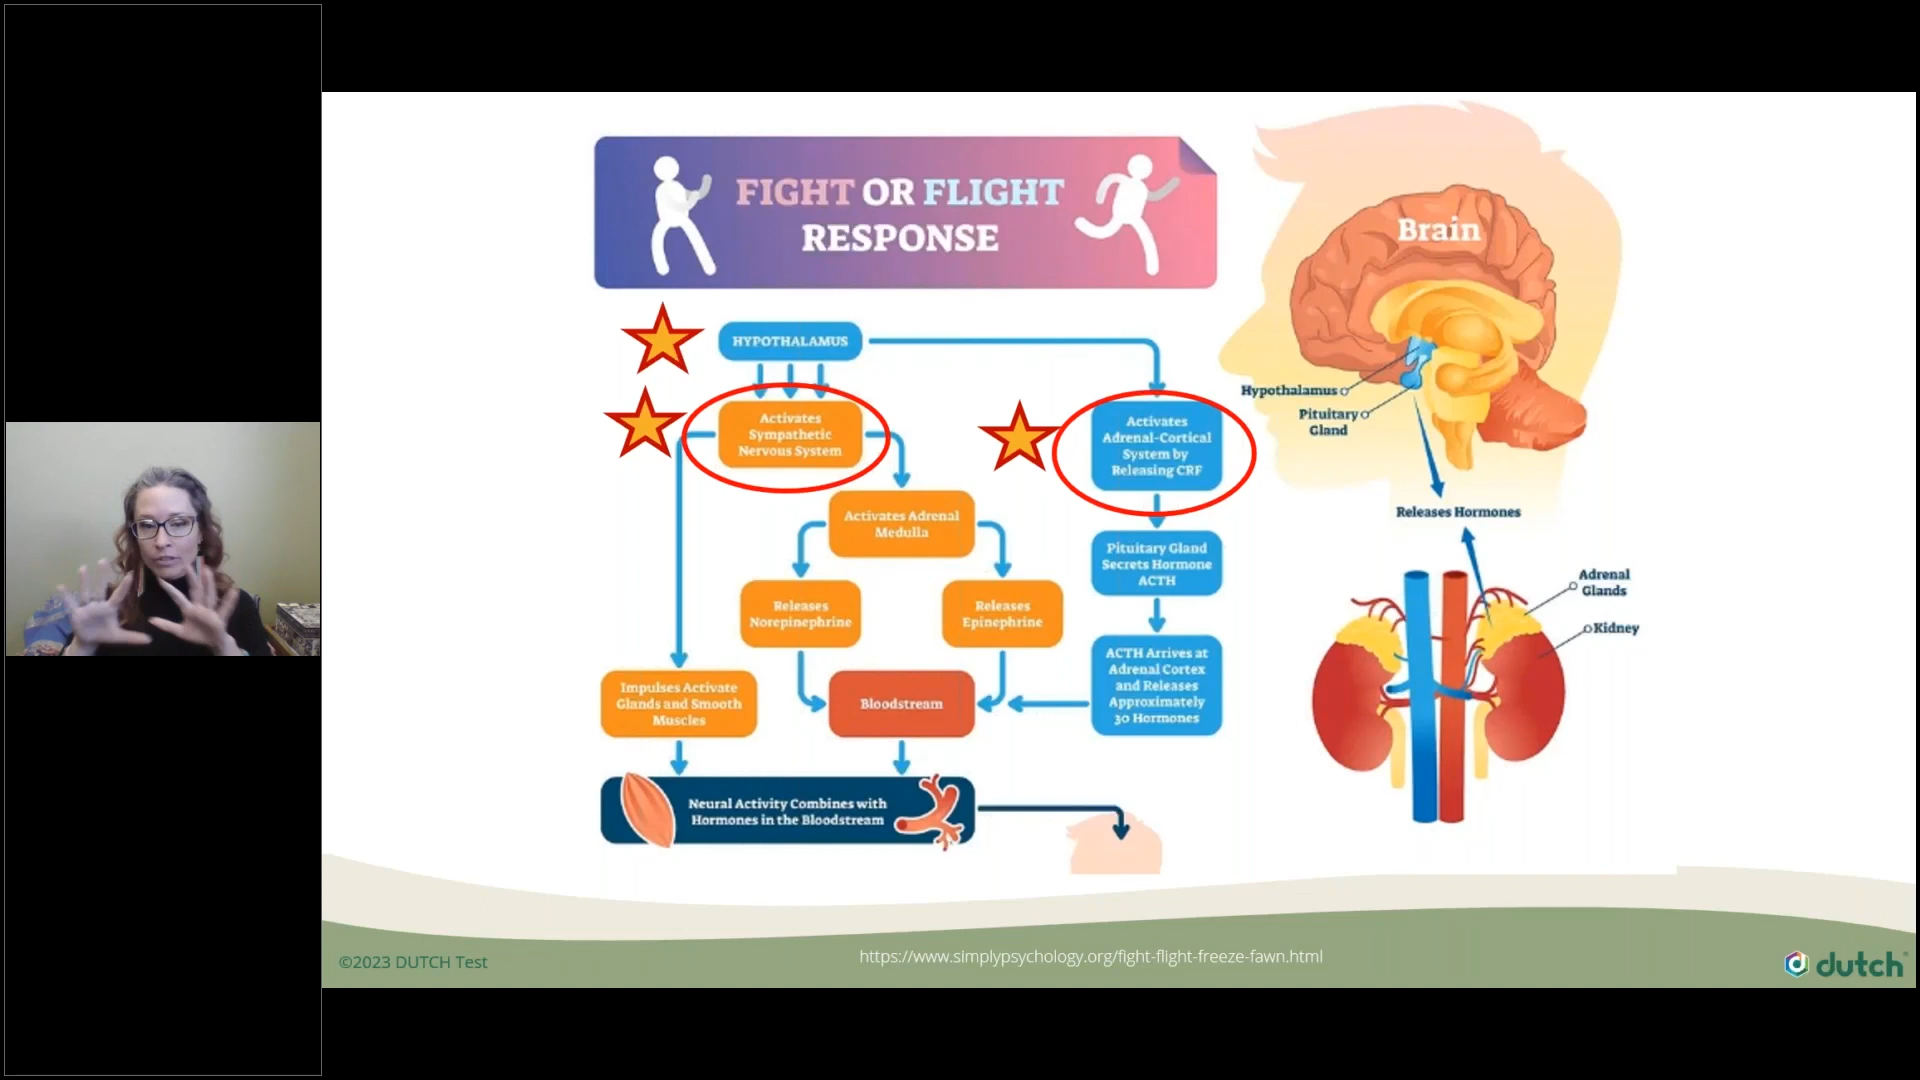 FIGHT OR FLIGHT
RESPONSE
HYPOTHALAMUS
Activates
Sympathetic
Nervous System
Activates
Adrenal-Cortical
System by
Releasing CRF
Activates Adrenal
Medulla
Pituitary Gland
Secrets Hormone
ACTH
Releases
Norepinephrine
Releases
Epinephrine
ACTH Arrives at
Adrenal Cortex
and Releases
Approximately
30 Hormones
Impulses Activate
Glands and Smooth
Muscles
Bloodstream
Neural Activity Combines with
Hormones in the Bloodstream
Brain
Hypothalamus
Pituitary
Gland
Releases Hormones
Adrenal
Glands
Kidney
©2023 DUTCH Test
https://www.simplypsychology.org/fight-flight-freeze-fawn.html
dutch